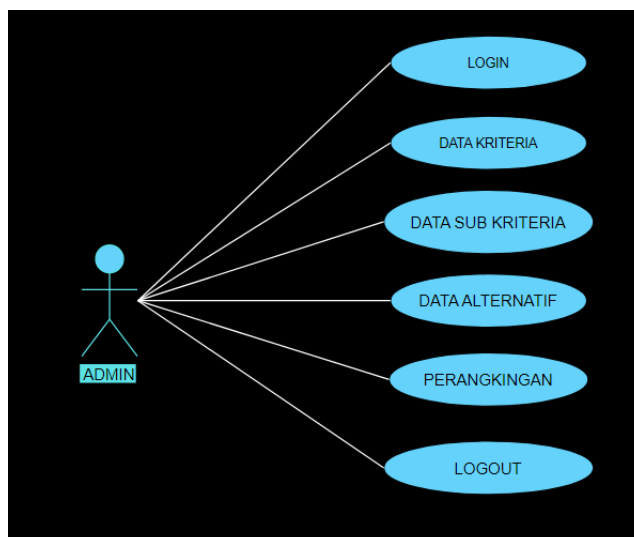 LOGIN
DATA KRITERIA
DATA SUB KRITERIA
DATA ALTERNATIF
ADMIN
PERANGKINGAN
LOGOUT